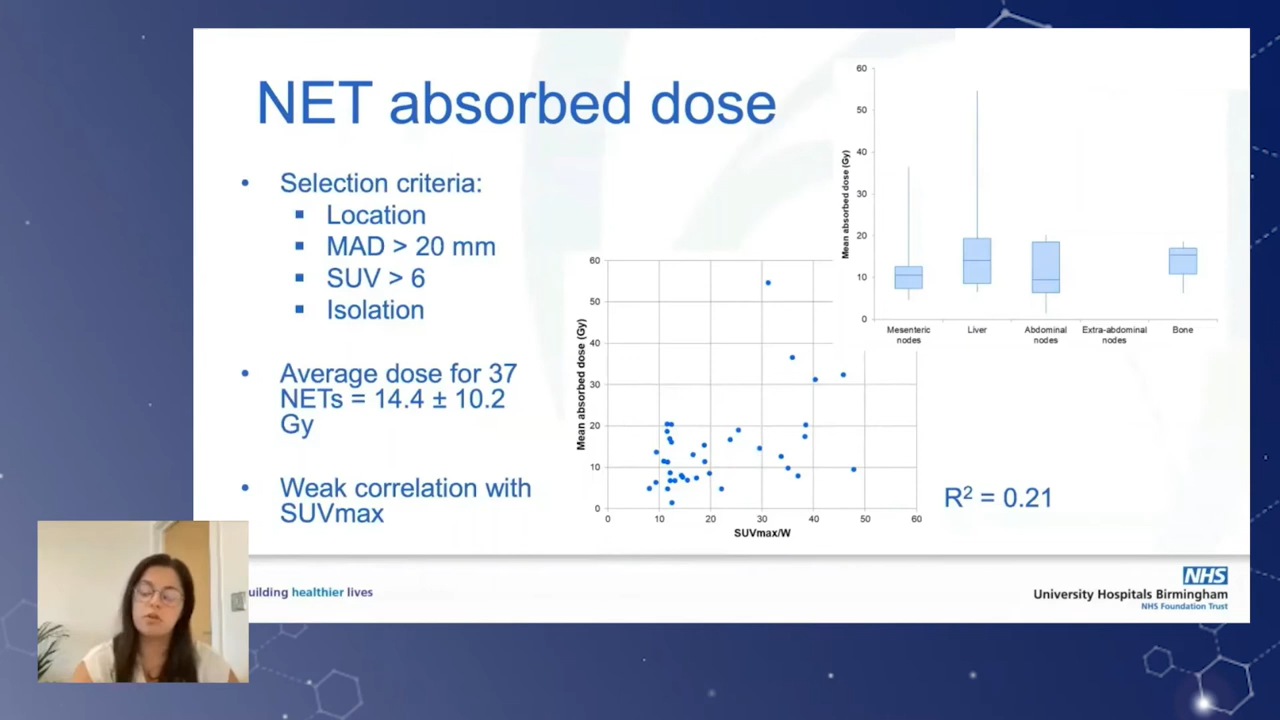 NET absorbed dose
• Selection criteria:
▪ Location
▪ MAD > 20 mm
▪ SUV > 6
▪ Isolation
• Average dose for 37
NETs = 14.4 ± 10.2
Gy
• Weak correlation with
SUVmax
Mean absorbed dose (Gy)
60
50
40
30
20
10
0
0 10 20 30 40 50 60
SUVmax/W
Mean absorbed dose (Gy)
60
50
40
30
20
10
0
Mesenteric nodes
Liver
Abdominal nodes
Extra-abdominal nodes
Bone
R² = 0.21
uilding healthier lives
NHS
University Hospitals Birmingham
NHS Foundation Trust